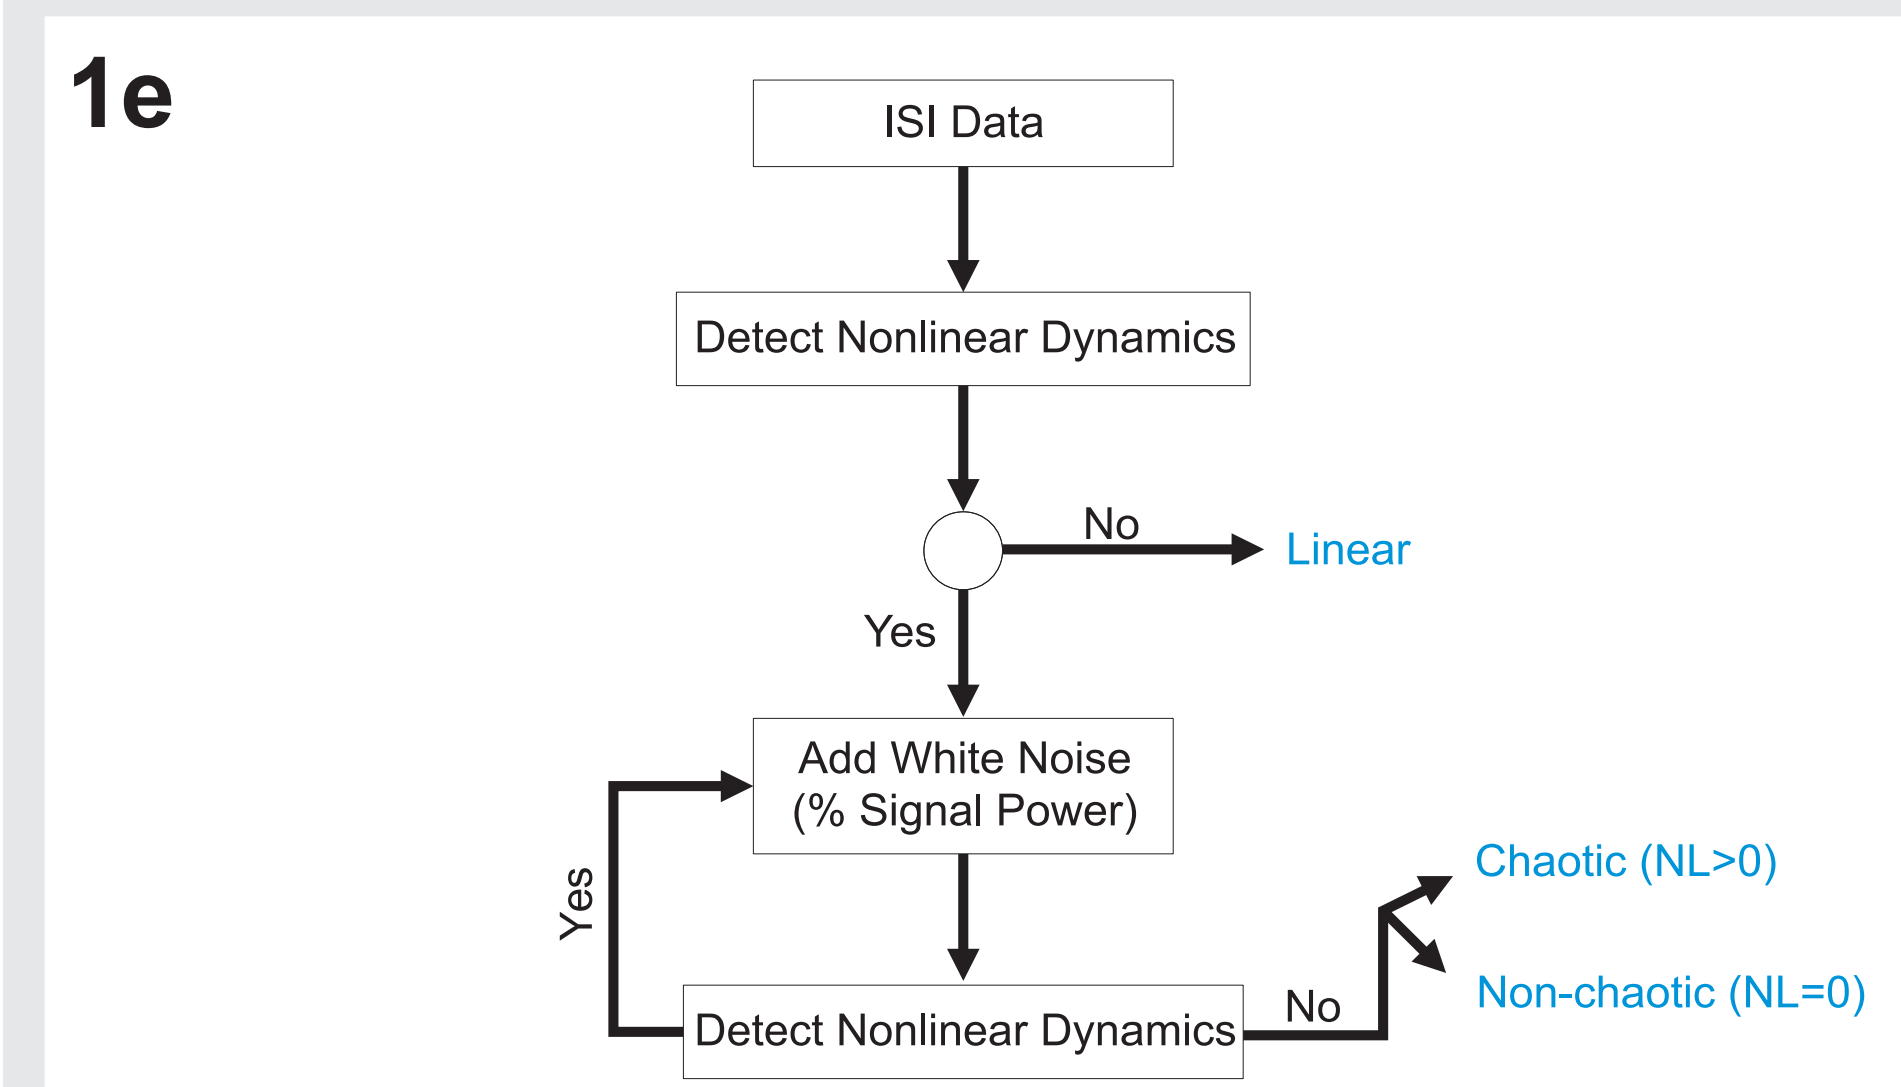 1e
ISI Data
Detect Nonlinear Dynamics
No
Linear
Yes
Add White Noise
(% Signal Power)
Yes
Chaotic (NL>0)
Non-chaotic (NL=0)
No
Detect Nonlinear Dynamics